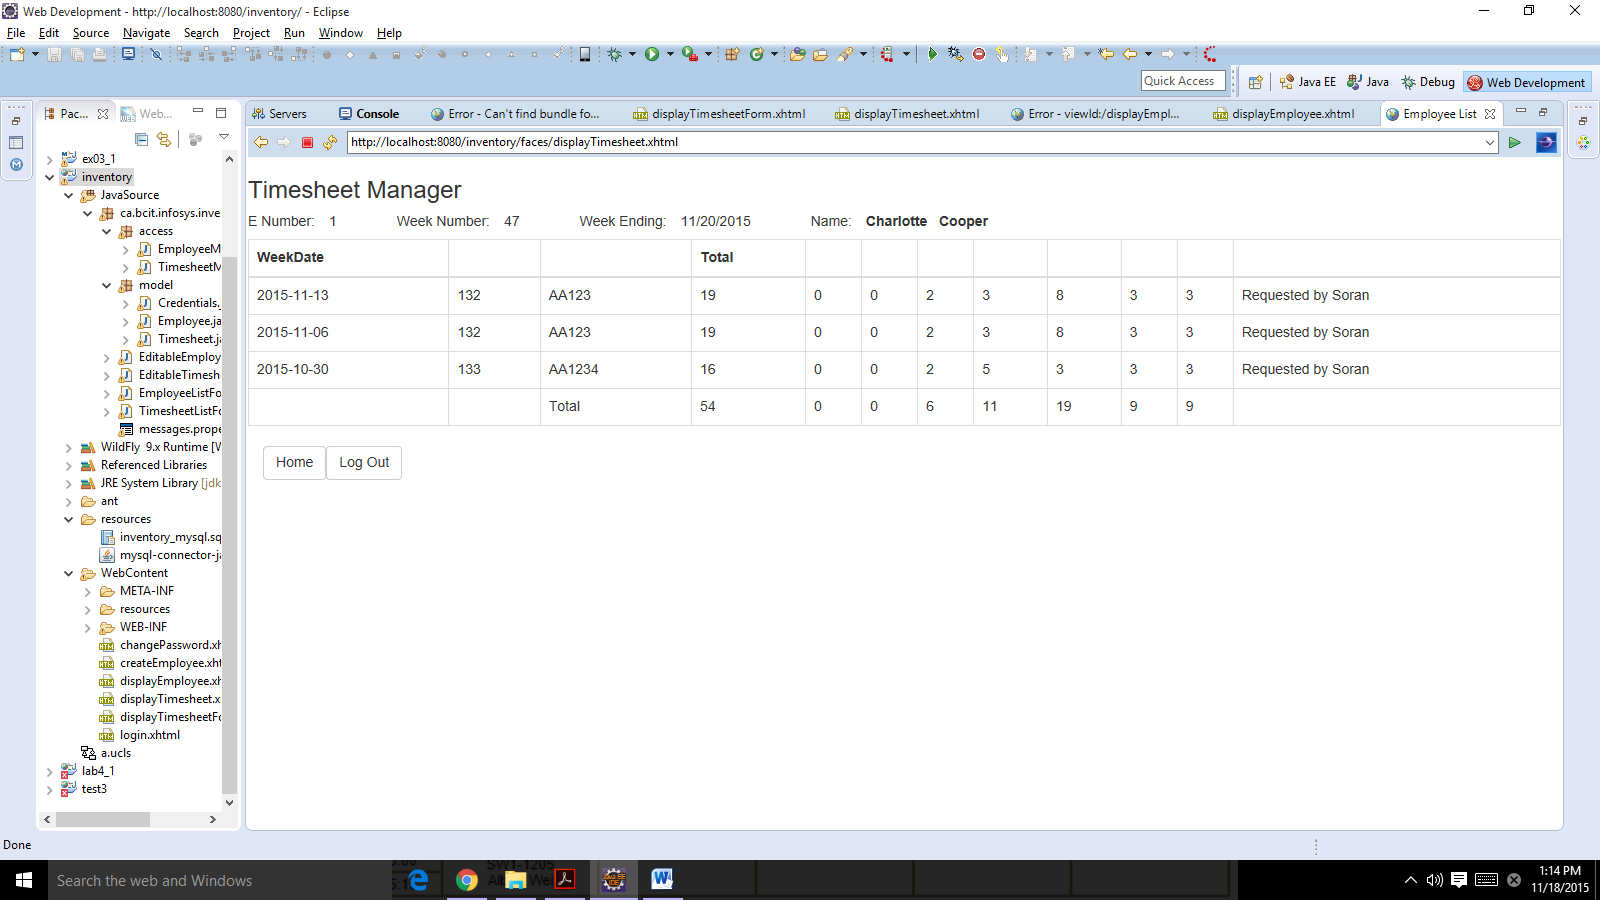 Web Development - http://localhost:8080/inventory/ - Eclipse
File Edit Source Navigate Search Project Run Window Help
Quick Access Java EE Java Debug Web Development
Pac... Web... Servers Console Error - Can't find bundle fo... displayTimesheetForm.xhtml displayTimesheet.xhtml Error - viewId:/displayEmpl... displayEmployee.xhtml Employee List
http://localhost:8080/inventory/faces/displayTimesheet.xhtml
ex03_1
inventory
JavaSource
ca.bcit.infosys.inve
access
EmployeeM
TimesheetM
model
Credentials.
Employee.ja
Timesheet.ja
EditableEmploy
EditableTimesh
EmployeeListFo
TimesheetListFo
messages.prope
WildFly 9.x Runtime [W
Referenced Libraries
JRE System Library [jdk
ant
resources
inventory_mysql.sq
mysql-connector-ja
WebContent
META-INF
resources
WEB-INF
changePassword.xh
createEmployee.xht
displayEmployee.xh
displayTimesheet.x
displayTimesheetFo
login.xhtml
a.ucls
lab4_1
test3
Timesheet Manager
E Number: 1 Week Number: 47 Week Ending: 11/20/2015 Name: Charlotte Cooper
WeekDate Total
2015-11-13 132 AA123 19 0 0 2 3 8 3 3 Requested by Soran
2015-11-06 132 AA123 19 0 0 2 3 8 3 3 Requested by Soran
2015-10-30 133 AA1234 16 0 0 2 5 3 3 3 Requested by Soran
Total 54 0 0 6 11 19 9 9
Home Log Out
Done
Search the web and Windows
1:14 PM
11/18/2015